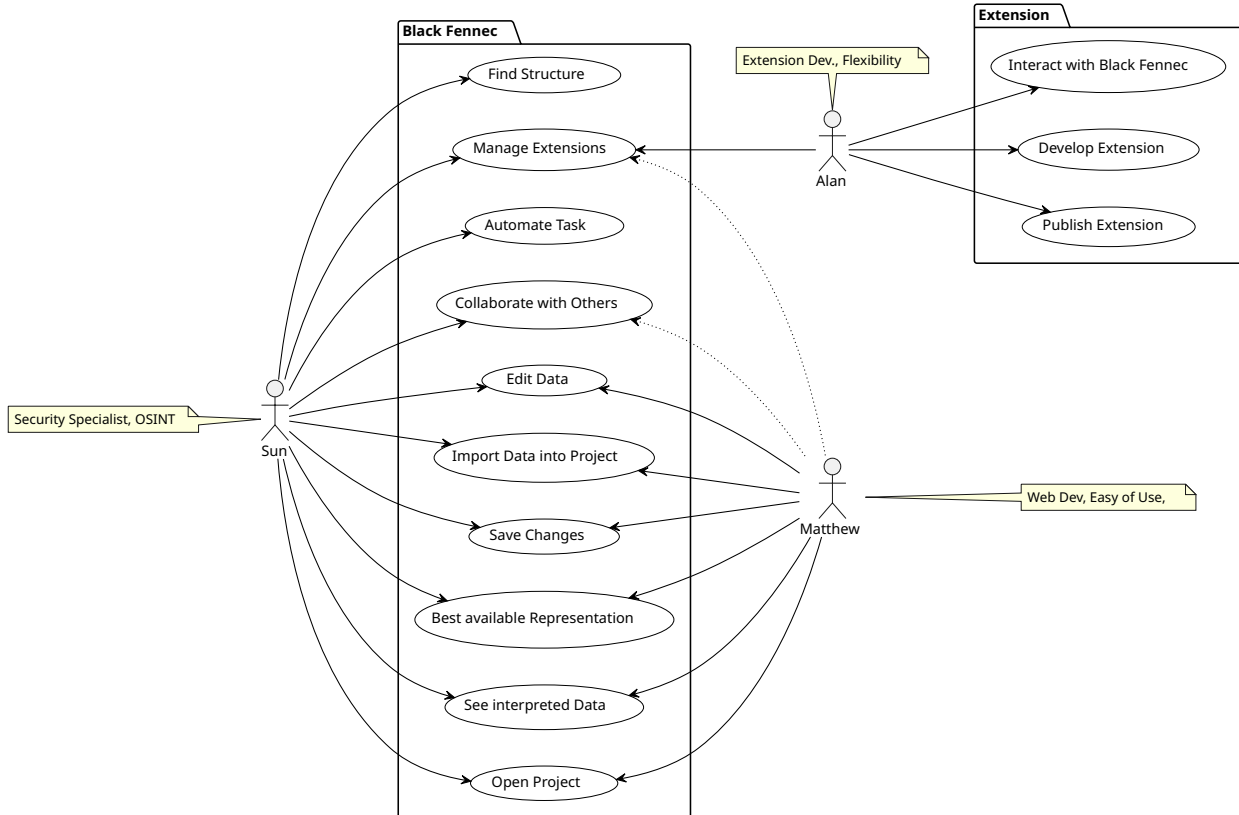 Black Fennec
Extension
Find Structure
Manage Extensions
Automate Task
Collaborate with Others
Edit Data
Import Data into Project
Save Changes
Best available Representation
See interpreted Data
Open Project
Extension Dev., Flexibility
Alan
Interact with Black Fennec
Develop Extension
Publish Extension
Security Specialist, OSINT
Sun
Matthew
Web Dev, Easy of Use,